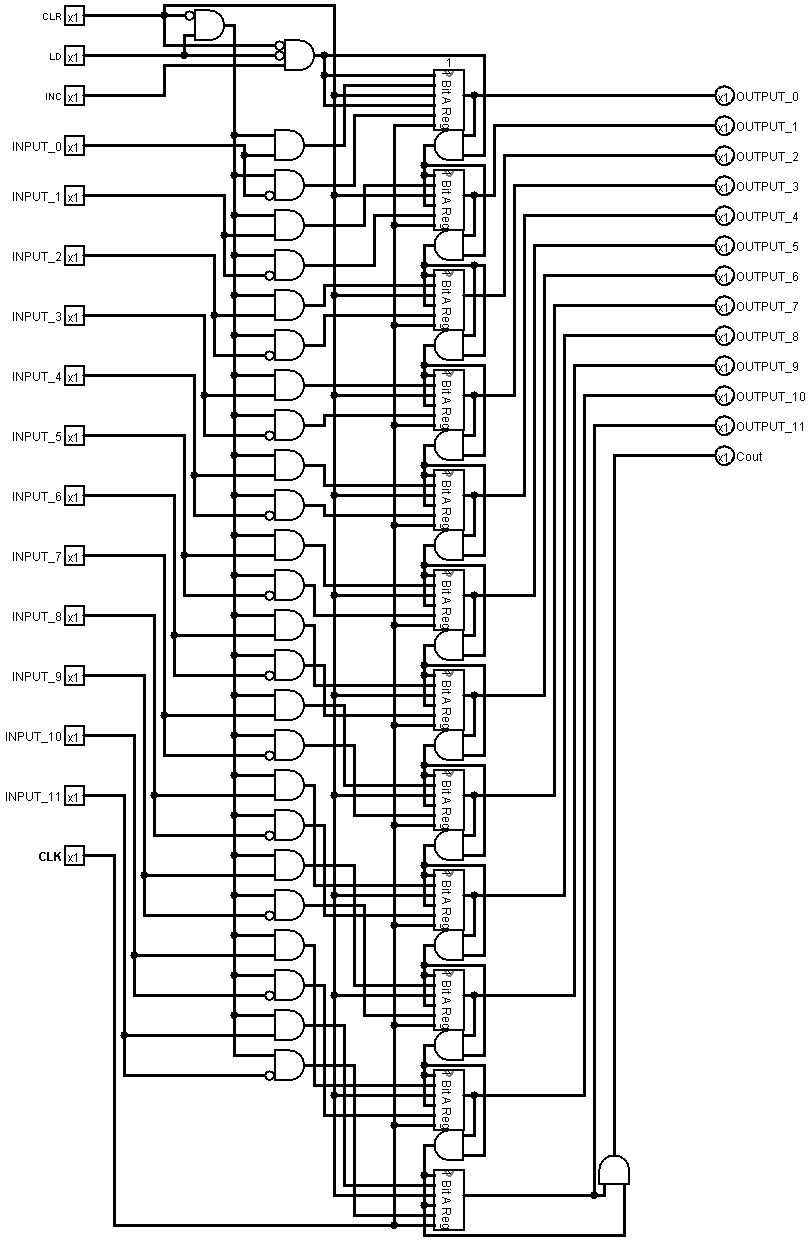 CLR x1
LD x1
INC x1
INPUT_0 x1
INPUT_1 x1
INPUT_2 x1
INPUT_3 x1
INPUT_4 x1
INPUT_5 x1
INPUT_6 x1
INPUT_7 x1
INPUT_8 x1
INPUT_9 x1
INPUT_10 x1
INPUT_11 x1
CLK x1
1
Bit A Reg
Bit A Reg
Bit A Reg
Bit A Reg
Bit A Reg
Bit A Reg
Bit A Reg
Bit A Reg
Bit A Reg
Bit A Reg
Bit A Reg
Bit A Reg
x1 OUTPUT_0
x1 OUTPUT_1
x1 OUTPUT_2
x1 OUTPUT_3
x1 OUTPUT_4
x1 OUTPUT_5
x1 OUTPUT_6
x1 OUTPUT_7
x1 OUTPUT_8
x1 OUTPUT_9
x1 OUTPUT_10
x1 OUTPUT_11
x1 Cout